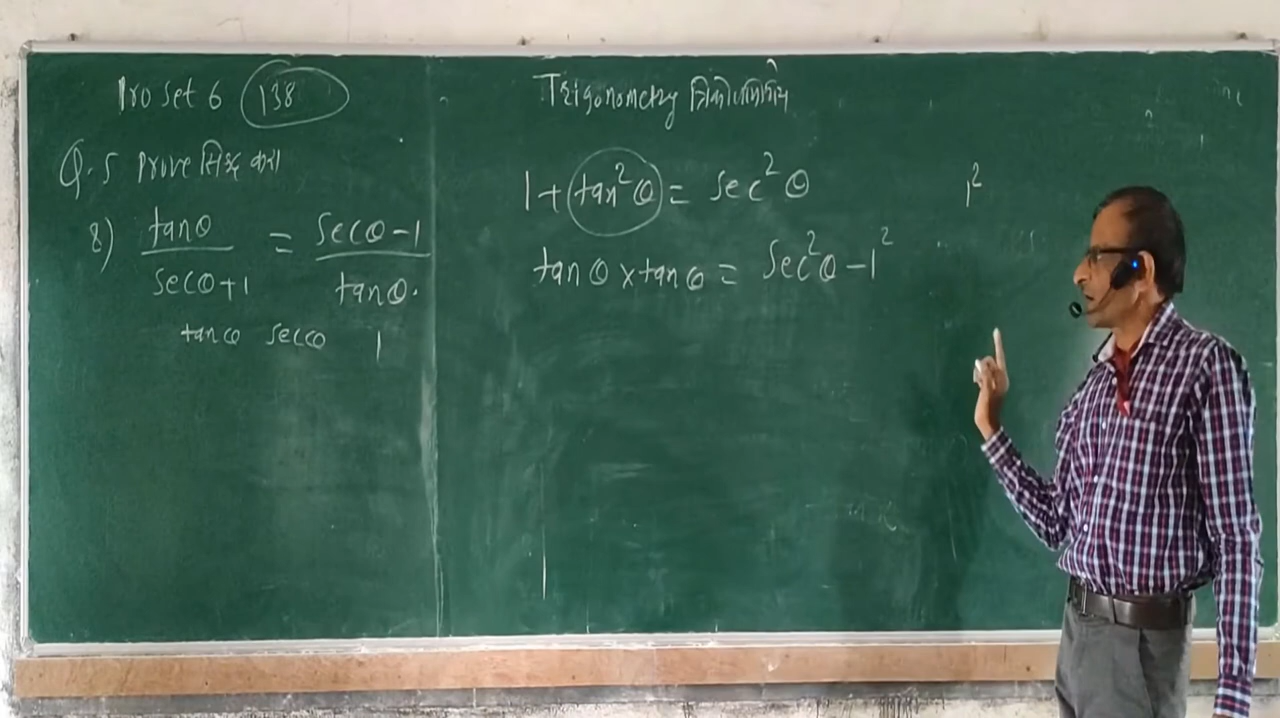 Pro Set 6 138
Q.5 Prove सिद्ध करा
8) tanθ / secθ+1 = secθ-1 / tanθ.
tanθ secθ 1
Trigonometry
1+tan²θ = sec²θ
tanθ x tanθ = sec²θ-1²
1²